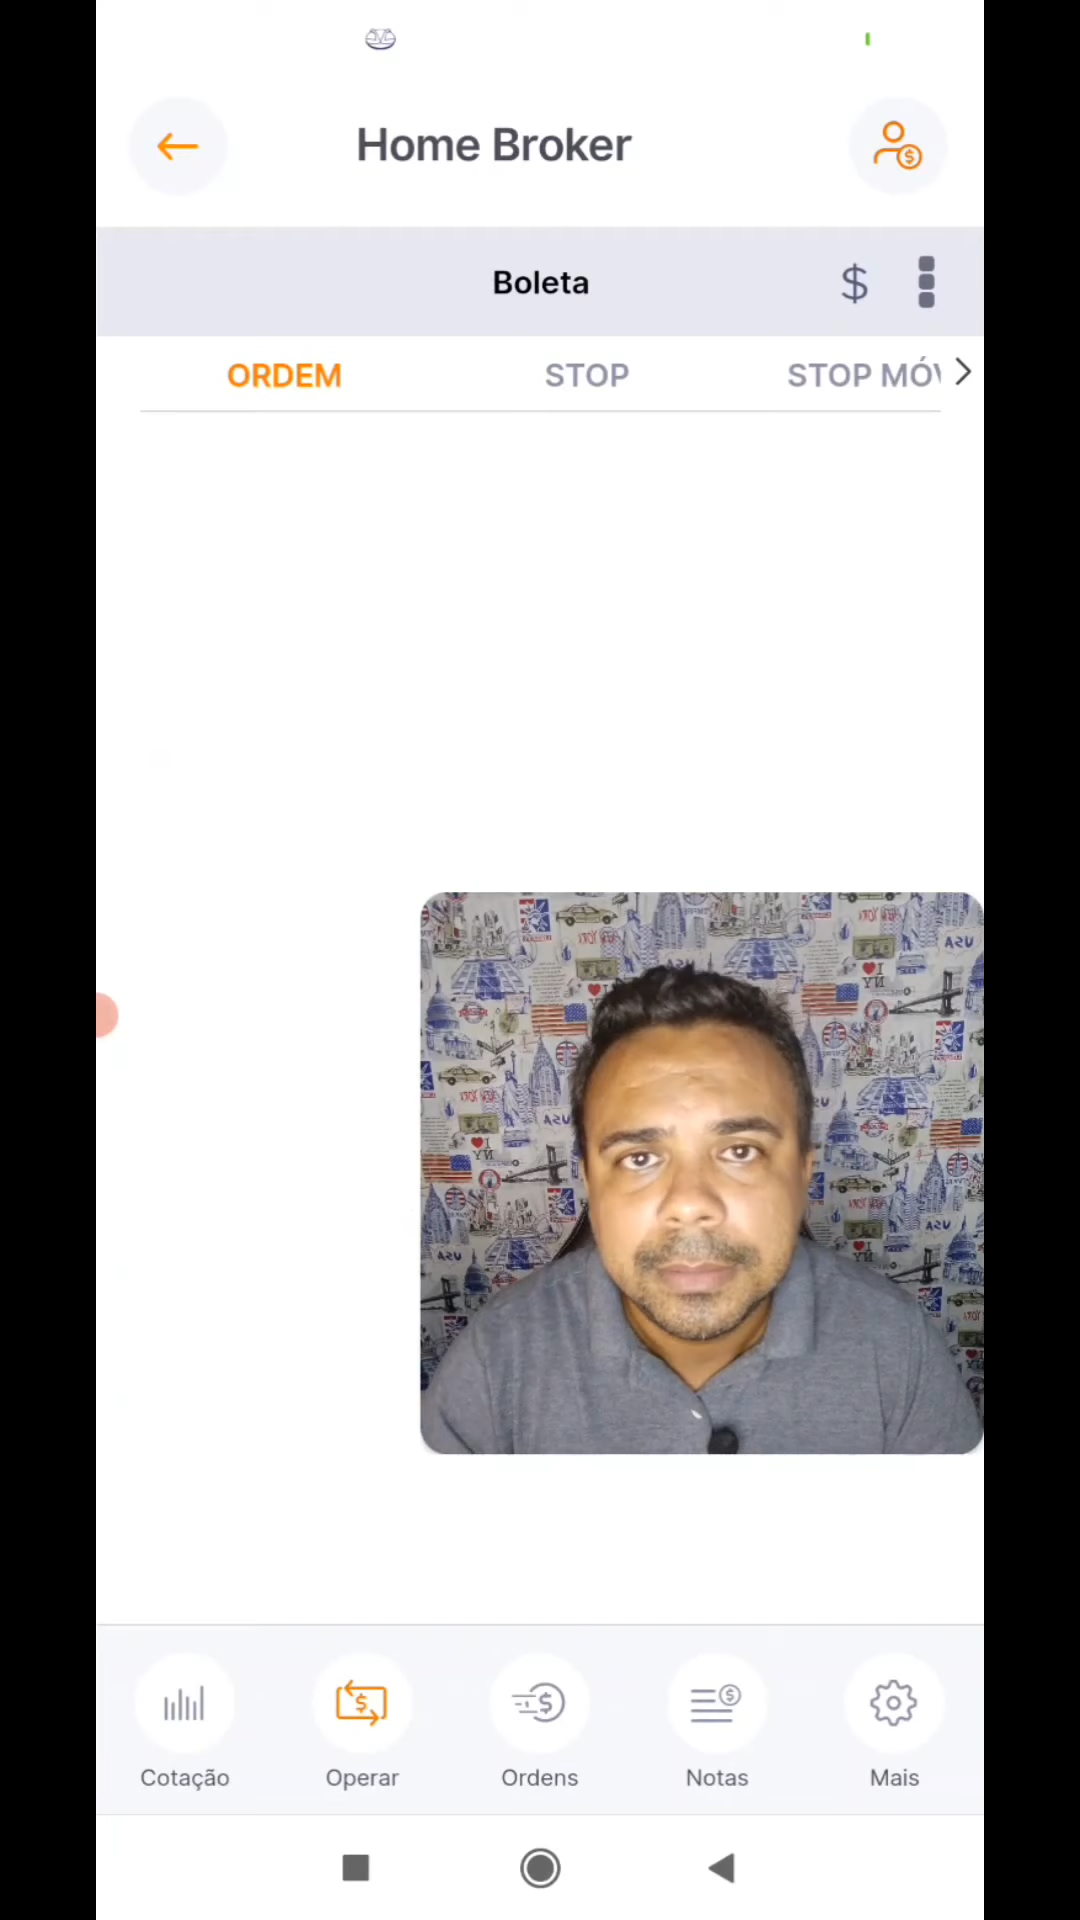 Home Broker
Boleta
ORDEM STOP STOP MÓV
Cotação Operar Ordens Notas Mais